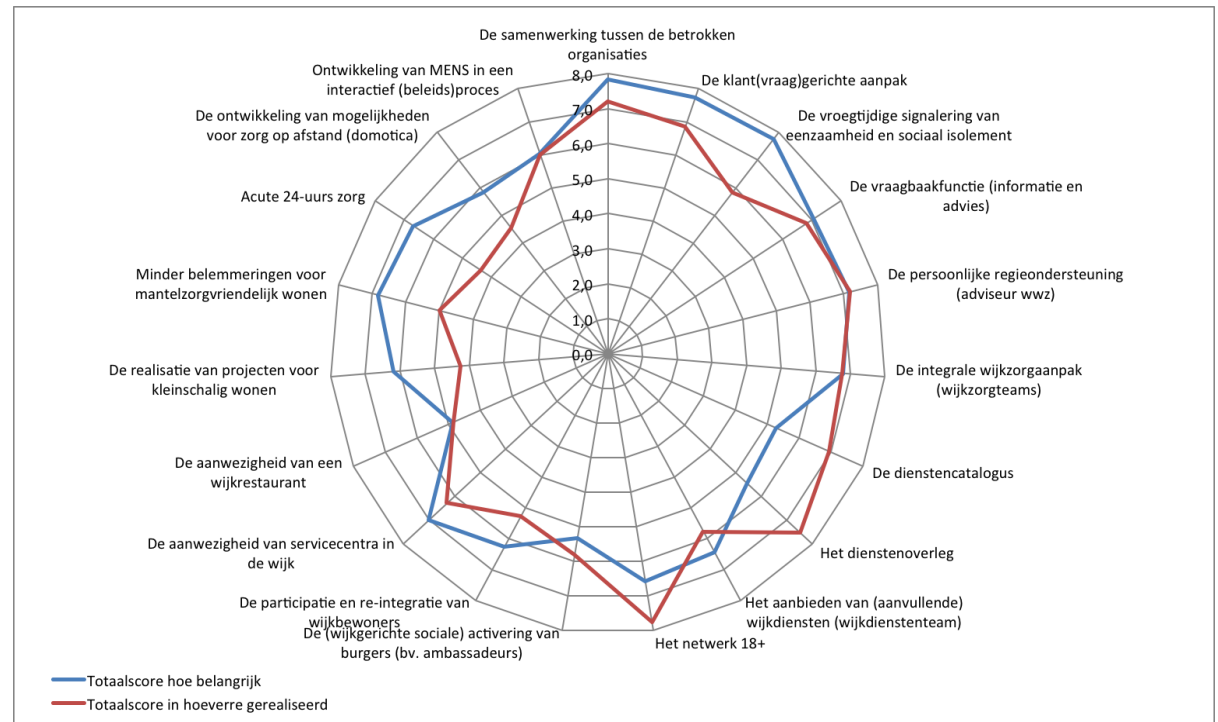 De samenwerking tussen de betrokken
organisaties
De klant(vraag)gerichte aanpak
De vroegtijdige signalering van
eenzaamheid en sociaal isolement
De vraagbaakfunctie (informatie en
advies)
De persoonlijke regieondersteuning
(adviseur wwz)
De integrale wijkzorgaanpak
(wijkzorgteams)
De dienstencatalogus
Het dienstenoverleg
Het aanbieden van (aanvullende)
wijkdiensten (wijkdienstenteam)
Het netwerk 18+
De (wijkgerichte sociale) activering van
burgers (bv. ambassadeurs)
De participatie en re-integratie van
wijkbewoners
De aanwezigheid van servicecentra in
de wijk
De aanwezigheid van een
wijkrestaurant
De realisatie van projecten voor
kleinschalig wonen
Minder belemmeringen voor
mantelzorgvriendelijk wonen
Acute 24-uurs zorg
De ontwikkeling van mogelijkheden
voor zorg op afstand (domotica)
Ontwikkeling van MENS in een
interactief (beleids)proces
8,0
7,0
6,0
5,0
4,0
3,0
2,0
1,0
0,0
Totaalscore hoe belangrijk
Totaalscore in hoeverre gerealiseerd